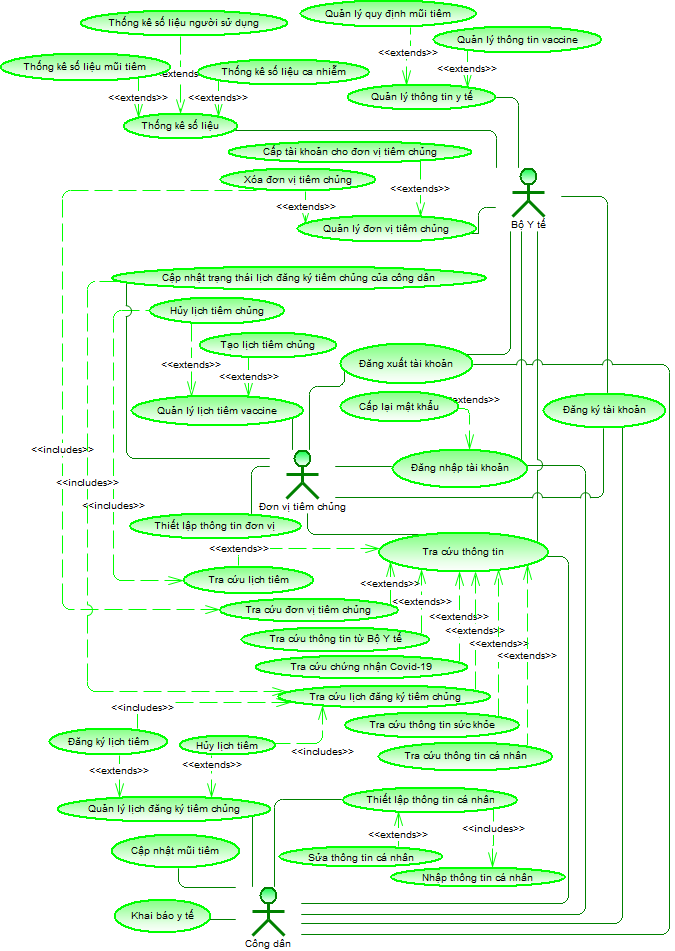 Quản lý quy định mũi tiêm
Thống kê số liệu người sử dụng
Quản lý thông tin vaccine
<<extends>>
Thống kê số liệu mũi tiêm
<<extends>>
Thống kê số liệu ca nhiễm
extends>
<<extends>>
<<extends>>
Quản lý thông tin y tế
Thống kê số liệu
Cấp tài khoản cho đơn vị tiêm chủng
Xóa đơn vị tiêm chủng
<<extends>>
<<extends>>
Bộ Y tế
Quản lý đơn vị tiêm chủng
Cập nhật trạng thái lịch đăng ký tiêm chủng của công dân
Hủy lịch tiêm chủng
Tạo lịch tiêm chủng
<<extends>>
Đăng xuất tài khoản
<<extends>>
Cấp lại mật khẩu
extends>>
Quản lý lịch tiêm vaccine
Đăng ký tài khoản
<<includes>>
Đăng nhập tài khoản
<<includes>>
<<includes>>
Đơn vị tiêm chủng
Thiết lập thông tin đơn vị
<<extends>>
Tra cứu thông tin
Tra cứu lịch tiêm
<<extends>>
<<extends>>
Tra cứu đơn vị tiêm chủng
<<extends>>
<<extends>>
Tra cứu thông tin từ Bộ Y tế
<<extends>>
<<extends>>
Tra cứu chứng nhận Covid-19
Tra cứu lịch đăng ký tiêm chủng
<<includes>>
Tra cứu thông tin sức khỏe
Đăng ký lịch tiêm
Hủy lịch tiêm
<<includes>>
Tra cứu thông tin cá nhân
<<extends>>
<<extends>>
Thiết lập thông tin cá nhân
Quản lý lịch đăng ký tiêm chủng
<<extends>>
<<includes>>
Cập nhật mũi tiêm
Sửa thông tin cá nhân
Nhập thông tin cá nhân
Khai báo y tế
Công dân